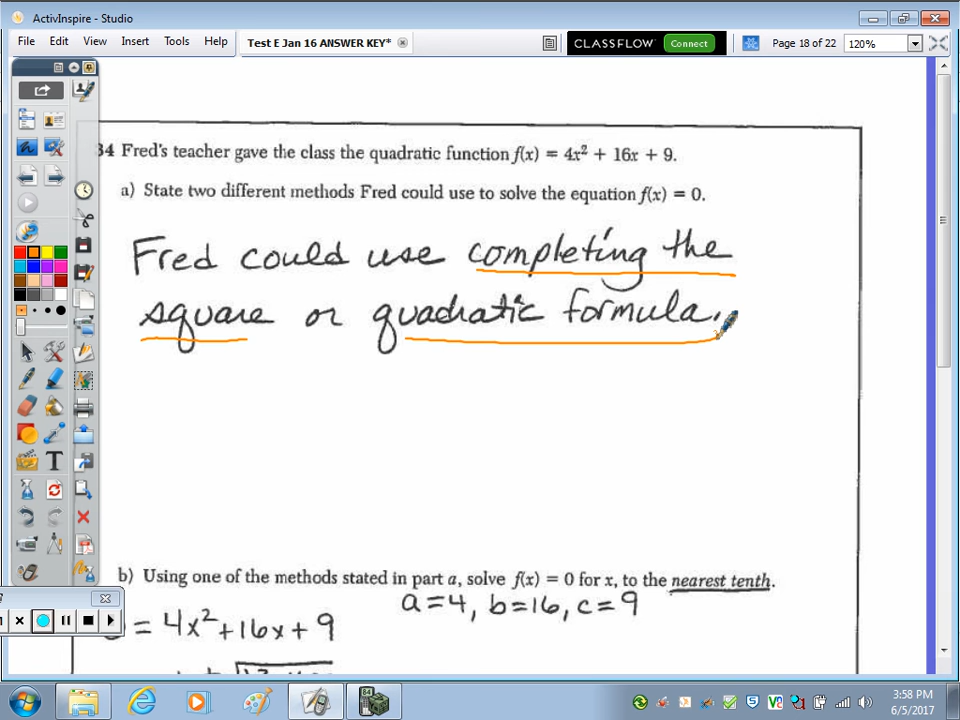 ActivInspire - Studio
File Edit View Insert Tools Help Test E Jan 16 ANSWER KEY* CLASSFLOW Connect Page 18 of 22 120%
34 Fred's teacher gave the class the quadratic function f(x) = 4x² + 16x + 9.
a) State two different methods Fred could use to solve the equation f(x) = 0.
Fred could use completing the
square or quadratic formula.
b) Using one of the methods stated in part a, solve f(x) = 0 for x, to the nearest tenth.
a=4, b=16, c=9
= 4x²+16x+9
3:58 PM
6/5/2017